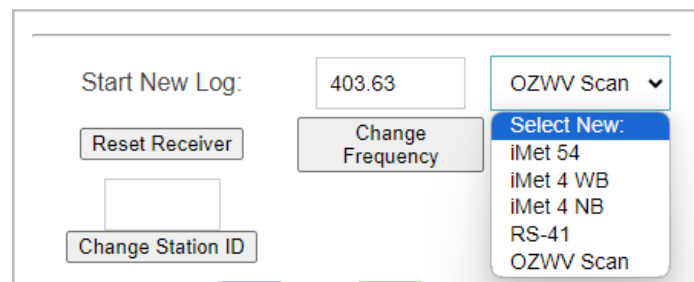 Start New Log:
403.63
OZWV Scan
Reset Receiver
Change
Frequency
Select New:
iMet 54
iMet 4 WB
iMet 4 NB
RS-41
OZWV Scan
Change Station ID